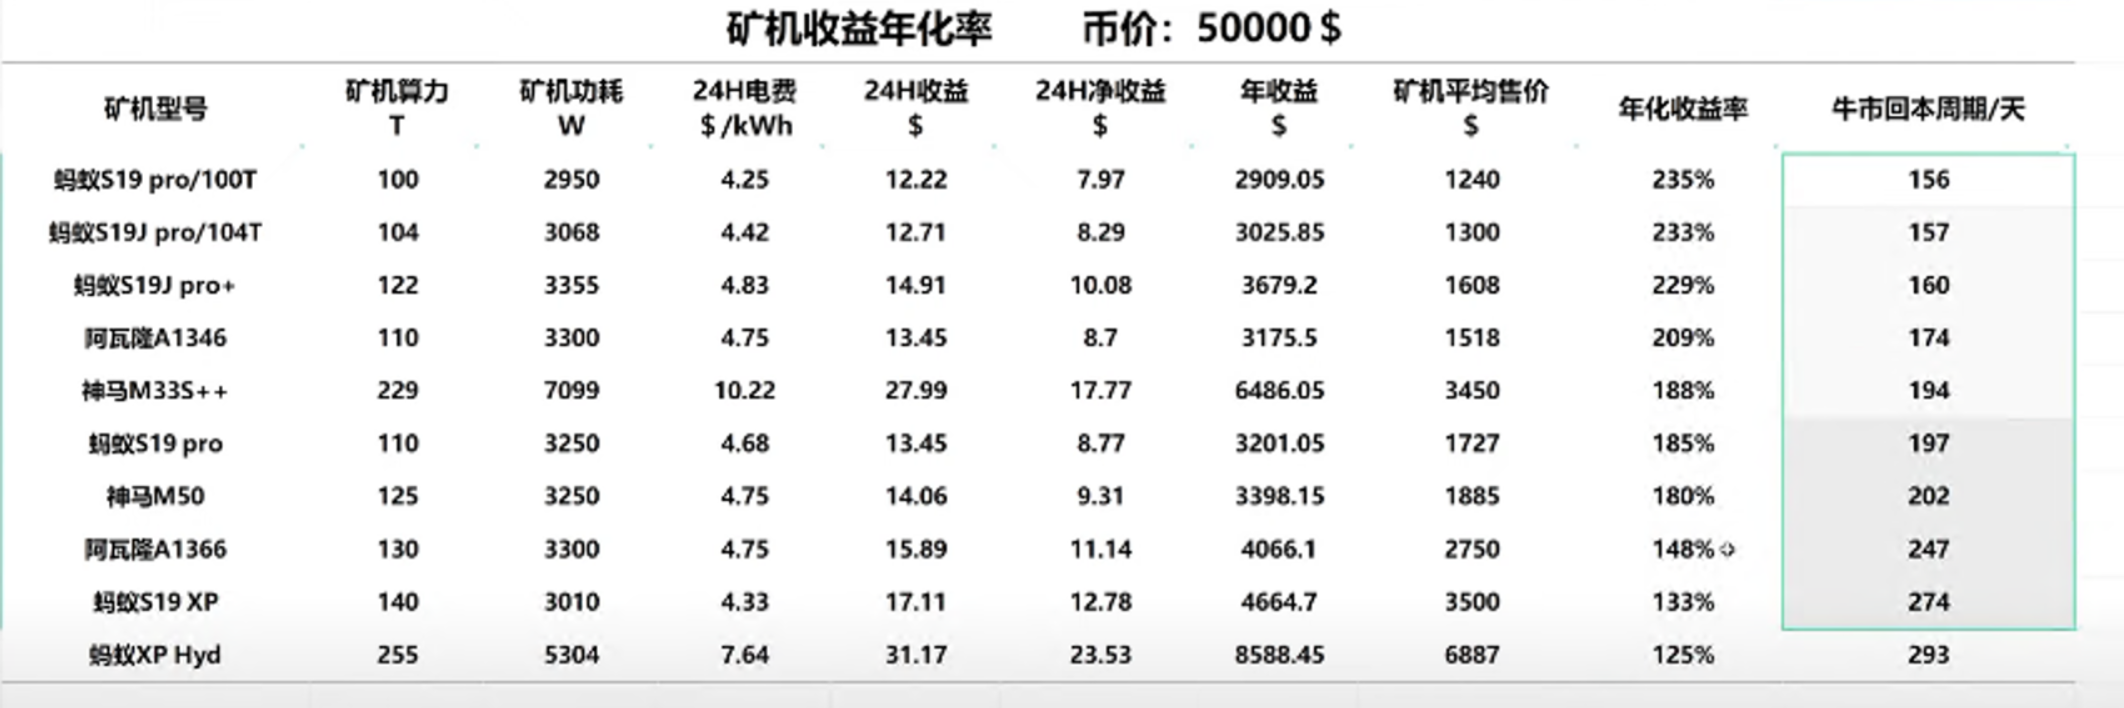 矿机收益年化率 币价：50000$
矿机型号 矿机算力 T 矿机功耗 W 24H电费 $/kWh 24H收益 $ 24H净收益 $ 年收益 $ 矿机平均售价 $ 年化收益率 牛市回本周期/天
蚂蚁S19 pro/100T 100 2950 4.25 12.22 7.97 2909.05 1240 235% 156
蚂蚁S19J pro/104T 104 3068 4.42 12.71 8.29 3025.85 1300 233% 157
蚂蚁S19J pro+ 122 3355 4.83 14.91 10.08 3679.2 1608 229% 160
阿瓦隆A1346 110 3300 4.75 13.45 8.7 3175.5 1518 209% 174
神马M33S++ 229 7099 10.22 27.99 17.77 6486.05 3450 188% 194
蚂蚁S19 pro 110 3250 4.68 13.45 8.77 3201.05 1727 185% 197
神马M50 125 3250 4.75 14.06 9.31 3398.15 1885 180% 202
阿瓦隆A1366 130 3300 4.75 15.89 11.14 4066.1 2750 148% 247
蚂蚁S19 XP 140 3010 4.33 17.11 12.78 4664.7 3500 133% 274
蚂蚁XP Hyd 255 5304 7.64 31.17 23.53 8588.45 6887 125% 293